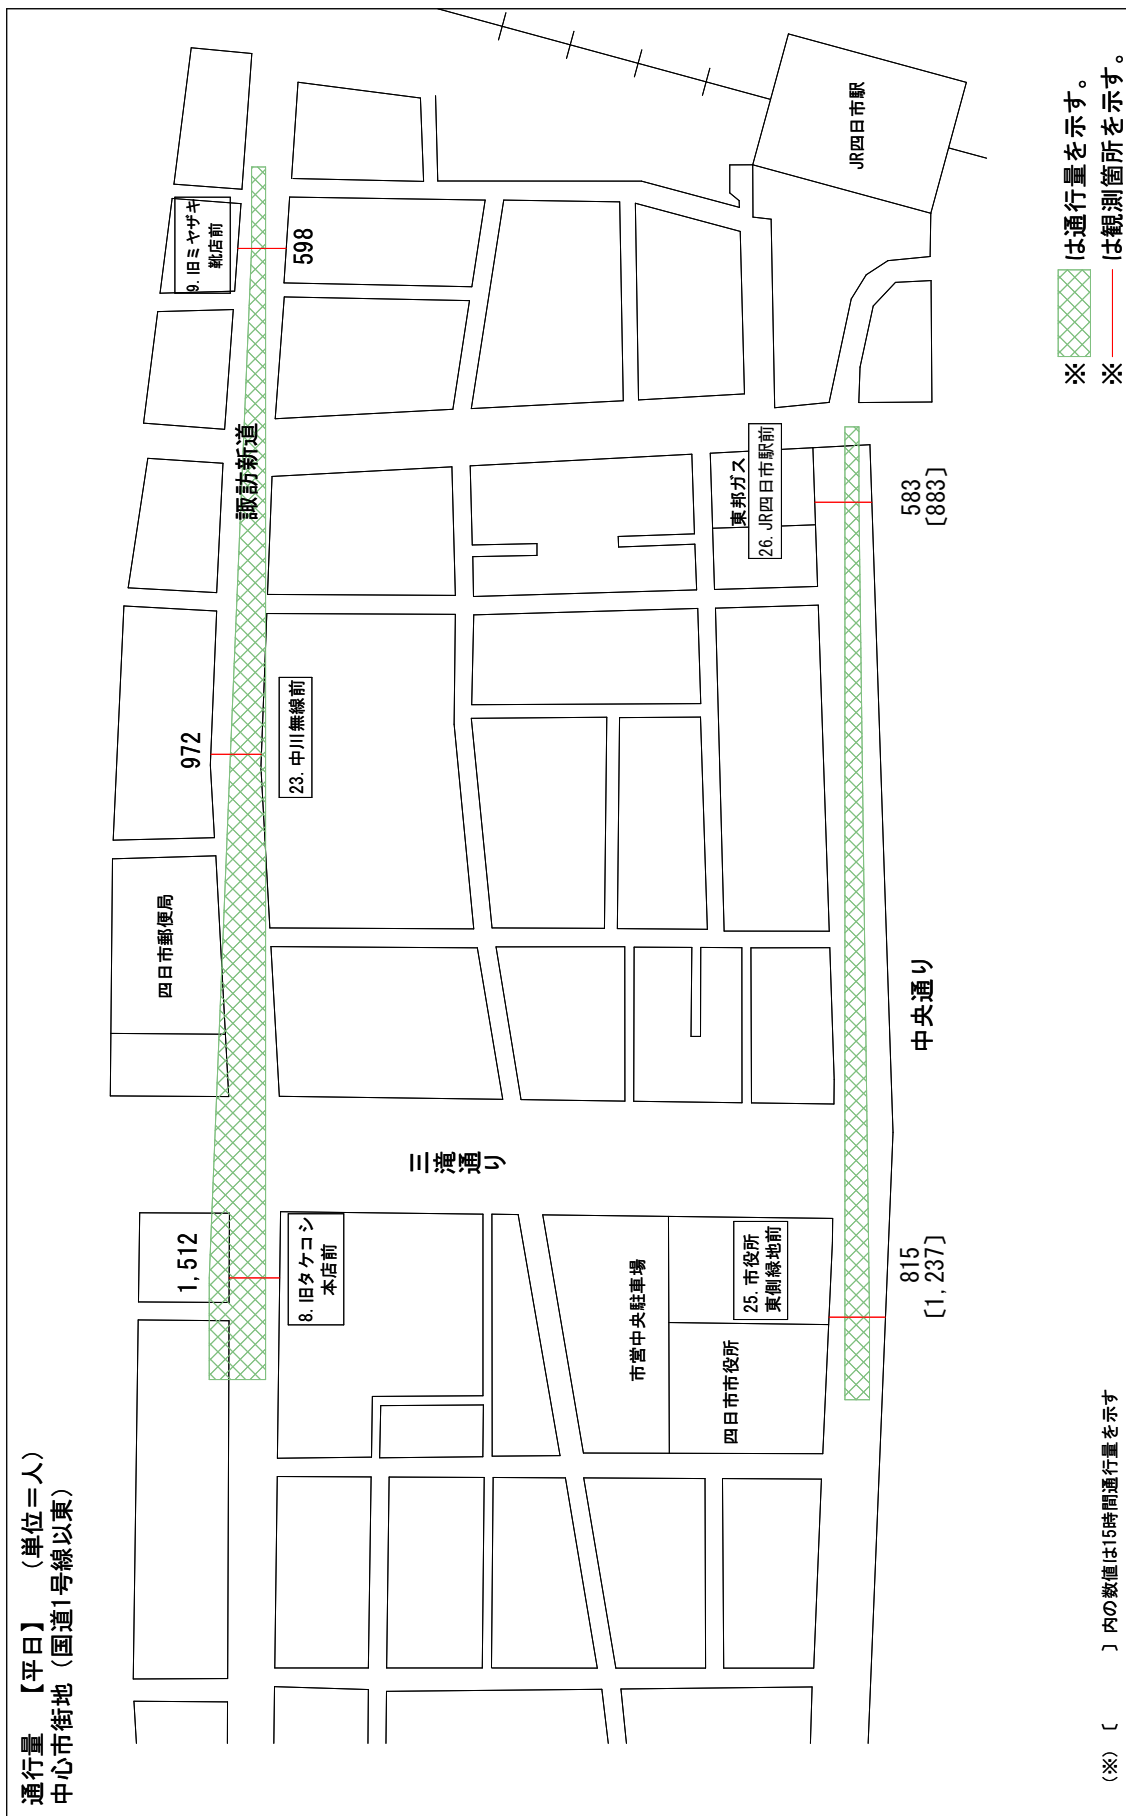 通行量　【平日】　（単位＝人）
中心市街地（国道1号線以東）
四日市郵便局
1,512
972
9.旧ミヤザキ
靴店前
598
諏訪新道
8.旧タケコシ
本店前
23.中川無線前
三滝通り
市営中央駐車場
四日市市役所
25.市役所
東側緑地前
東邦ガス
26.JR四日市駅前
JR四日市駅
815
〔1,237〕
中央通り
583
〔883〕
※ は通行量を示す。
※ は観測箇所を示す。
（※）〔　　　〕内の数値は15時間通行量を示す